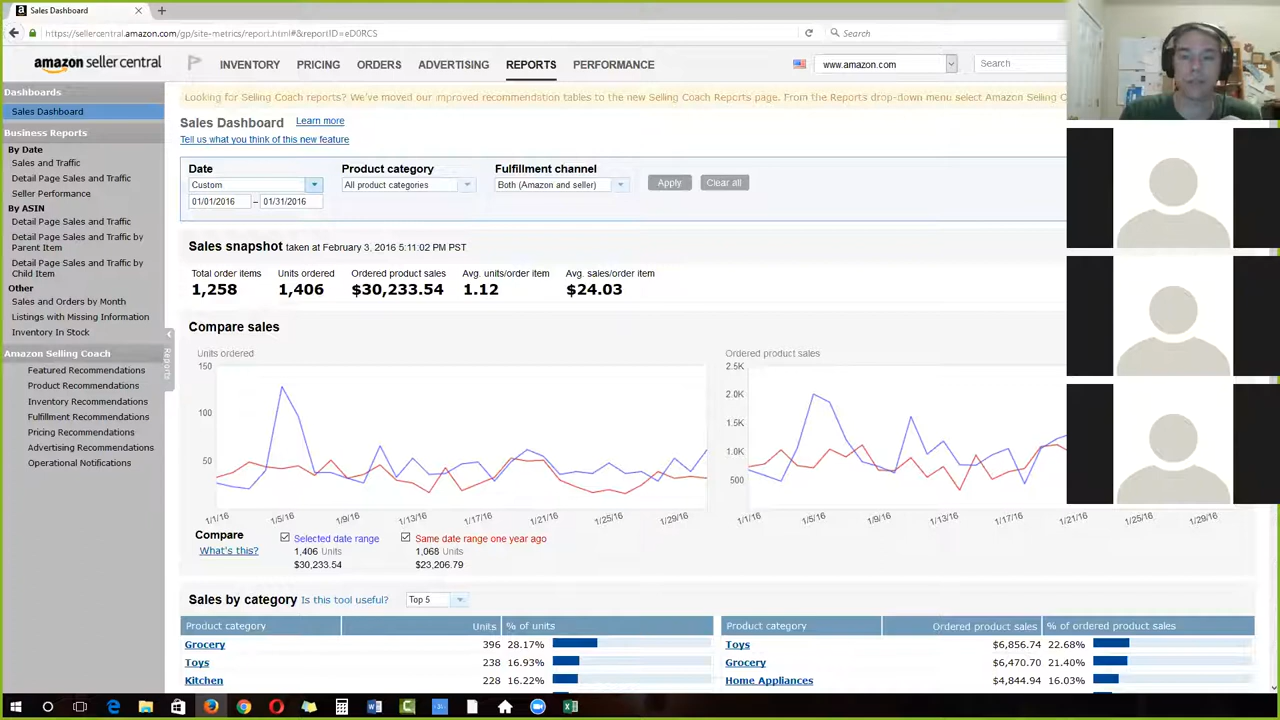 Sales Dashboard
https://sellercentral.amazon.com/gp/site-metrics/report.html#&reportID=eD0RCS
Search
amazon seller central
INVENTORY PRICING ORDERS ADVERTISING REPORTS PERFORMANCE
www.amazon.com
Search
Dashboards
Sales Dashboard
Business Reports
By Date
Sales and Traffic
Detail Page Sales and Traffic
Seller Performance
By ASIN
Detail Page Sales and Traffic
Detail Page Sales and Traffic by
Parent Item
Detail Page Sales and Traffic by
Child Item
Other
Sales and Orders by Month
Listings with Missing Information
Inventory In Stock
Amazon Selling Coach
Featured Recommendations
Product Recommendations
Inventory Recommendations
Fulfillment Recommendations
Pricing Recommendations
Advertising Recommendations
Operational Notifications
Reports
Looking for Selling Coach reports? We've moved our improved recommendation tables to the new Selling Coach Reports page. From the Reports drop-down menu select Amazon Selling C
Sales Dashboard Learn more
Tell us what you think of this new feature
Date Product category Fulfillment channel
Custom All product categories Both (Amazon and seller) Apply Clear all
01/01/2016 – 01/31/2016
Sales snapshot taken at February 3, 2016 5:11:02 PM PST
Total order items Units ordered Ordered product sales Avg. units/order item Avg. sales/order item
1,258 1,406 $30,233.54 1.12 $24.03
Compare sales
Units ordered
150
100
50
1/1/16 1/5/16 1/9/16 1/13/16 1/17/16 1/21/16 1/25/16 1/29/16
Ordered product sales
2.5K
2.0K
1.5K
1.0K
500
1/1/16 1/5/16 1/9/16 1/13/16 1/17/16 1/21/16 1/25/16 1/29/16
Compare Selected date range Same date range one year ago
What's this? 1,406 Units 1,068 Units
$30,233.54 $23,206.79
Sales by category Is this tool useful? Top 5
Product category Units % of units
Grocery 396 28.17%
Toys 238 16.93%
Kitchen 228 16.22%
Product category Ordered product sales % of ordered product sales
Toys $6,856.74 22.68%
Grocery $6,470.70 21.40%
Home Appliances $4,844.94 16.03%